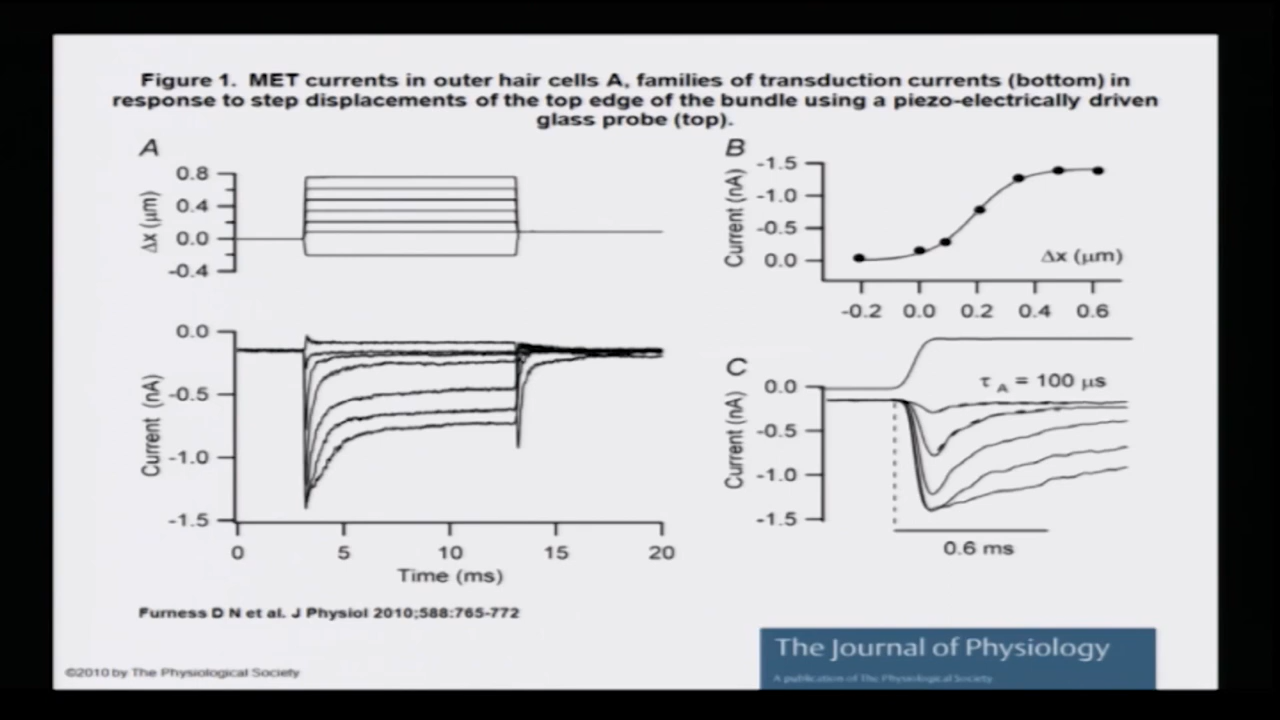 Figure 1. MET currents in outer hair cells A, families of transduction currents (bottom) in
response to step displacements of the top edge of the bundle using a piezo-electrically driven
glass probe (top).
A
0.8
0.4
0.0
-0.4
Δx (μm)
0.0
-0.5
-1.0
-1.5
Current (nA)
0 5 10 15 20
Time (ms)
B
-1.5
-1.0
-0.5
0.0
Current (nA)
Δx (μm)
-0.2 0.0 0.2 0.4 0.6
C
τ A = 100 μs
0.0
-0.5
-1.0
-1.5
Current (nA)
0.6 ms
Furness D N et al. J Physiol 2010;588:765-772
The Journal of Physiology
A publication of The Physiological Society
©2010 by The Physiological Society